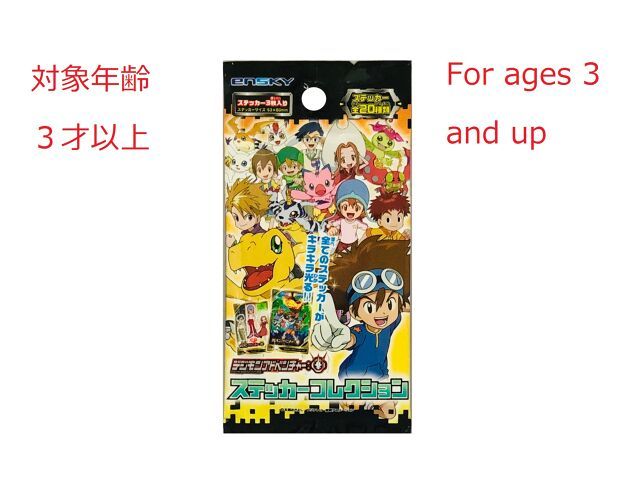 対象年齢
３才以上
For ages 3
and up
ensky
ステッカー3枚入り
ステッカー
全20種類
全てのステッカーが
キラキラ光る!!
デジモンアドベンチャー:
ステッカーコレクション